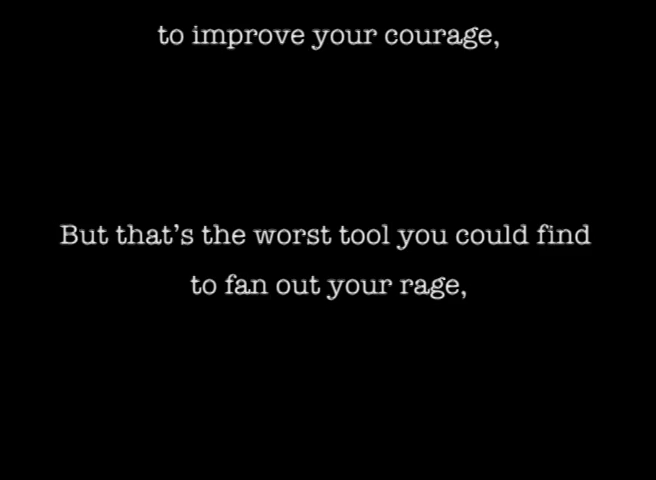 to improve your courage,
But that’s the worst tool you could find
to fan out your rage,